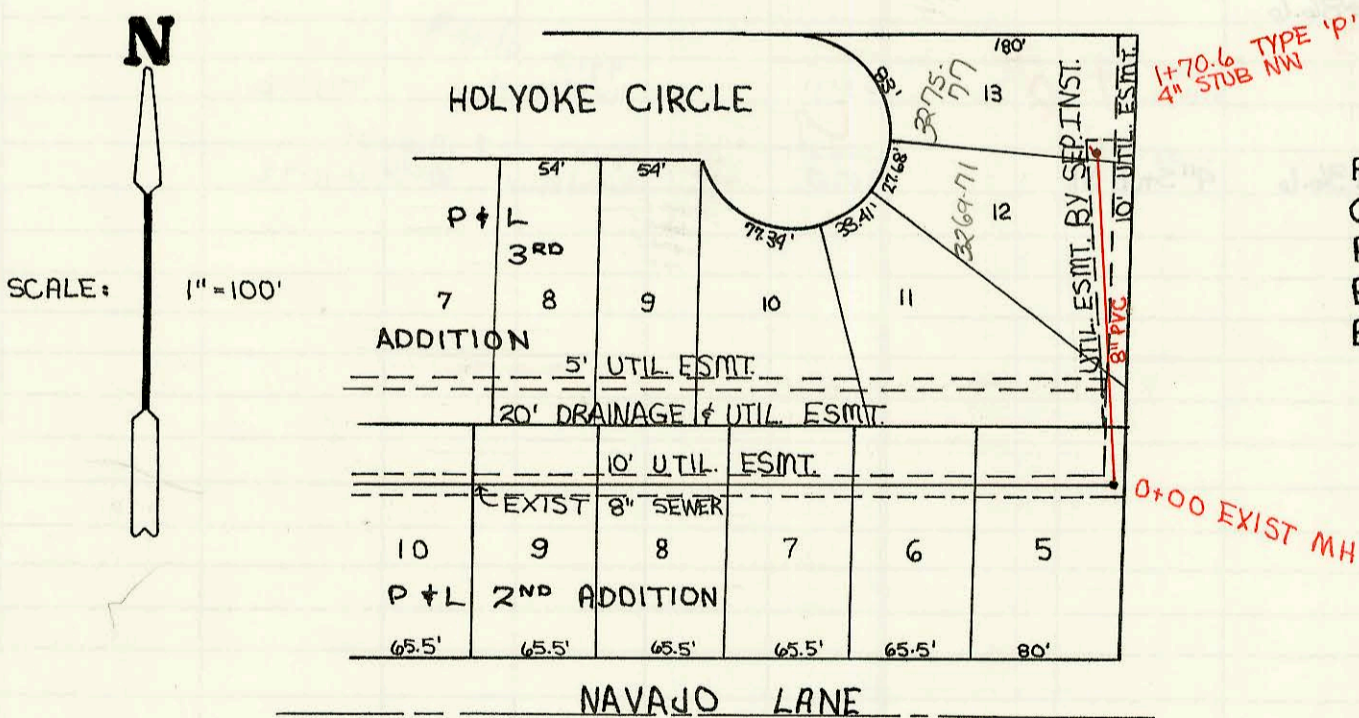 N
SCALE: 1"=100'
HOLYOKE CIRCLE
180'
83'
3275-77
13
UTIL. ESMT. BY SEP. INST.
10' UTIL. ESMT.
1+70.6 TYPE 'P'
4" STUB NW
54'
54'
27.68'
33.41'
77.39'
3269-71
12
P & L
3RD
ADDITION
7
8
9
10
11
8" PVC
5' UTIL. ESMT.
20' DRAINAGE & UTIL. ESMT.
10' UTIL. ESMT.
EXIST 8" SEWER
0+00 EXIST MH
10
9
8
7
6
5
P & L 2ND ADDITION
65.5'
65.5'
65.5'
65.5'
65.5'
80'
NAVAJO LANE